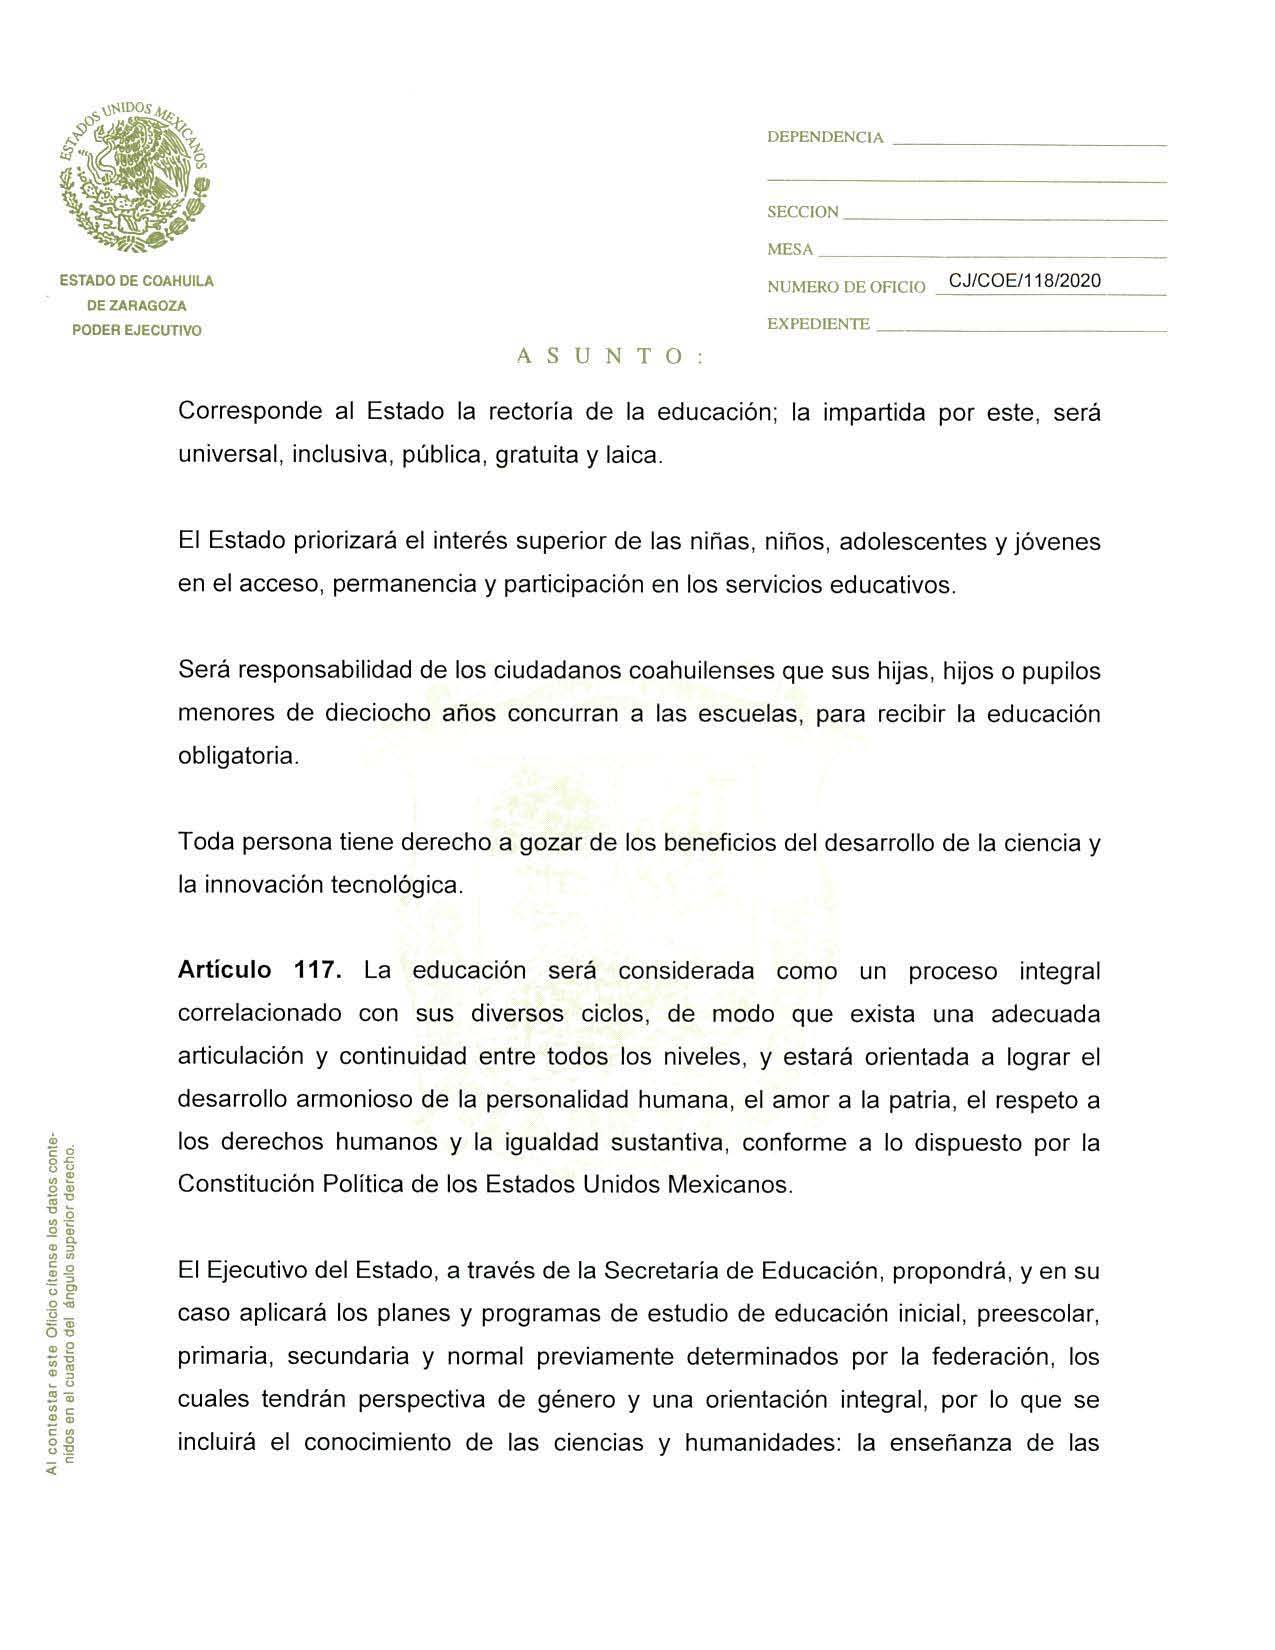 ESTADOS UNIDOS MEXICANOS
ESTADO DE COAHUILA
DE ZARAGOZA
PODER EJECUTIVO
DEPENDENCIA
SECCION
MESA
NUMERO DE OFICIO CJ/COE/118/2020
EXPEDIENTE
A S U N T O :
Corresponde al Estado la rectoría de la educación; la impartida por este, será
universal, inclusiva, pública, gratuita y laica.
El Estado priorizará el interés superior de las niñas, niños, adolescentes y jóvenes
en el acceso, permanencia y participación en los servicios educativos.
Será responsabilidad de los ciudadanos coahuilenses que sus hijas, hijos o pupilos
menores de dieciocho años concurran a las escuelas, para recibir la educación
obligatoria.
Toda persona tiene derecho a gozar de los beneficios del desarrollo de la ciencia y
la innovación tecnológica.
Artículo 117. La educación será considerada como un proceso integral
correlacionado con sus diversos ciclos, de modo que exista una adecuada
articulación y continuidad entre todos los niveles, y estará orientada a lograr el
desarrollo armonioso de la personalidad humana, el amor a la patria, el respeto a
los derechos humanos y la igualdad sustantiva, conforme a lo dispuesto por la
Constitución Política de los Estados Unidos Mexicanos.
El Ejecutivo del Estado, a través de la Secretaría de Educación, propondrá, y en su
caso aplicará los planes y programas de estudio de educación inicial, preescolar,
primaria, secundaria y normal previamente determinados por la federación, los
cuales tendrán perspectiva de género y una orientación integral, por lo que se
incluirá el conocimiento de las ciencias y humanidades: la enseñanza de las
Al contestar este Oficio cítense los datos conte-
nidos en el cuadro del ángulo superior derecho.